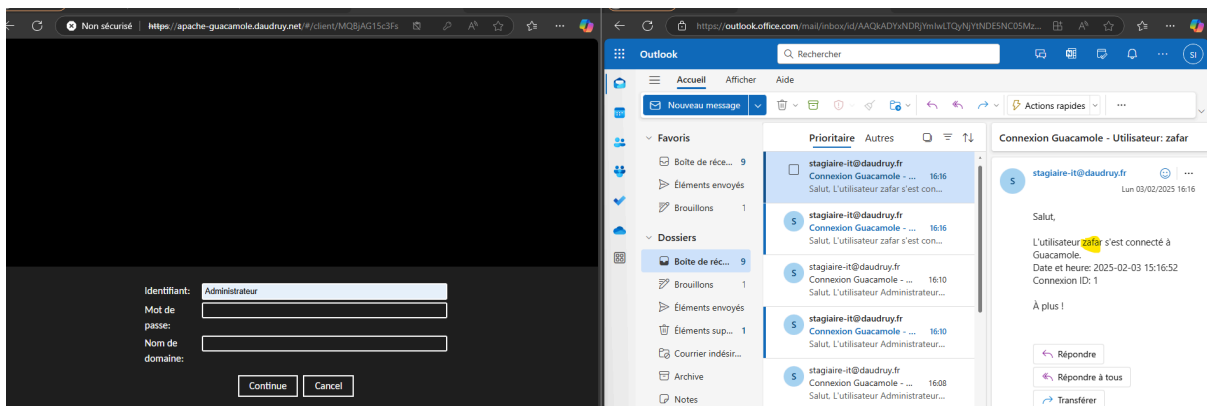 Non sécurisé https://apache-guacamole.daudruy.net/#/client/MQBjAG15c3Fs
Identifiant: Administrateur
Mot de
passe:
Nom de
domaine:
Continue Cancel
https://outlook.office.com/mail/inbox/id/AAQkADYxNDRjYmIwLTQyNjYtNDE5NC05Mz...
Outlook
Rechercher
SI
Accueil Afficher Aide
Nouveau message
Actions rapides
Favoris
Boîte de réce... 9
Éléments envoyés
Brouillons 1
Dossiers
Boîte de réc... 9
Brouillons 1
Éléments envoyés
Éléments sup... 1
Courrier indésir...
Archive
Notes
Prioritaire Autres
stagiaire-it@daudruy.fr
Connexion Guacamole - ... 16:16
Salut, L'utilisateur zafar s'est con...
S
stagiaire-it@daudruy.fr
Connexion Guacamole - ... 16:16
Salut, L'utilisateur zafar s'est con...
S
stagiaire-it@daudruy.fr
Connexion Guacamole - ... 16:10
Salut, L'utilisateur Administrateur...
S
stagiaire-it@daudruy.fr
Connexion Guacamole - ... 16:10
Salut, L'utilisateur Administrateur...
S
stagiaire-it@daudruy.fr
Connexion Guacamole - ... 16:08
Salut, L'utilisateur Administrateur...
Connexion Guacamole - Utilisateur: zafar
S
stagiaire-it@daudruy.fr
Lun 03/02/2025 16:16
Salut,
L'utilisateur zafar s'est connecté à
Guacamole.
Date et heure: 2025-02-03 15:16:52
Connexion ID: 1
À plus !
Répondre
Répondre à tous
Transférer